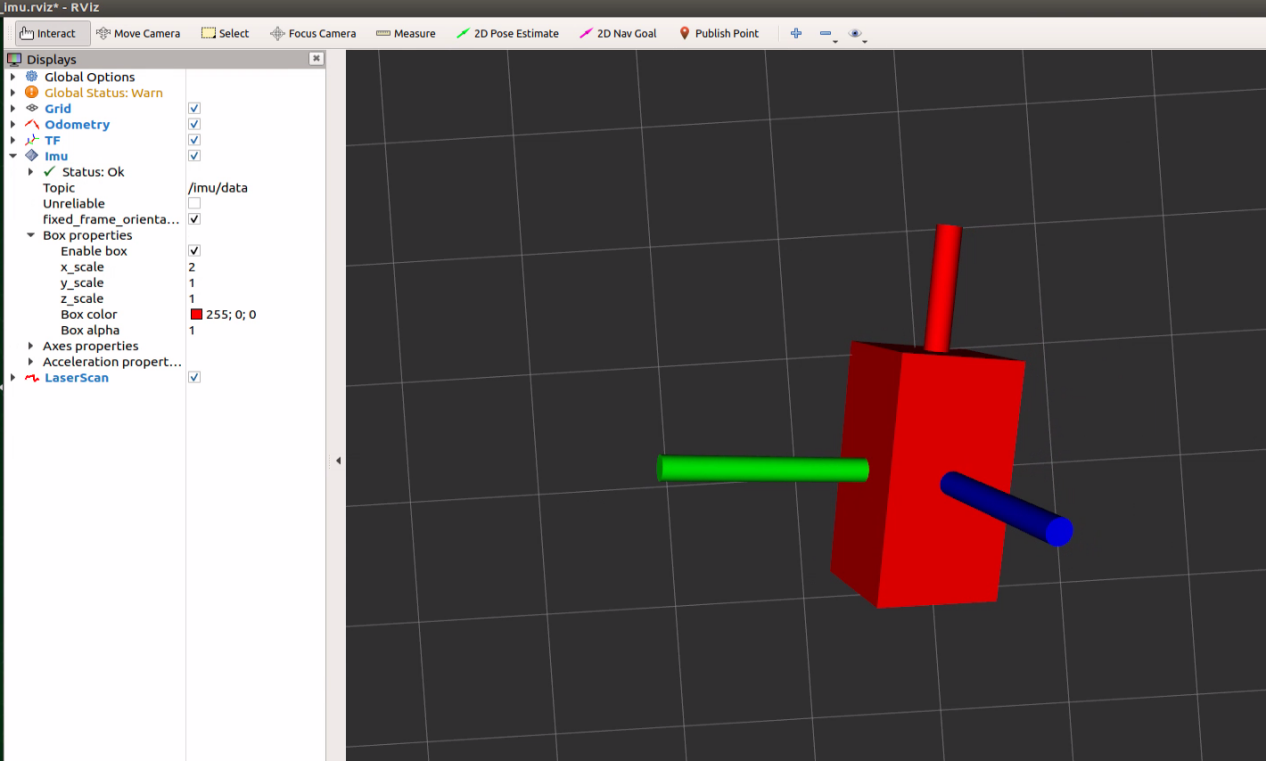 _imu.rviz* - RViz
Interact Move Camera Select Focus Camera Measure 2D Pose Estimate 2D Nav Goal Publish Point
Displays
Global Options
Global Status: Warn
Grid
Odometry
TF
Imu
Status: Ok
Topic /imu/data
Unreliable
fixed_frame_orienta...
Box properties
Enable box
x_scale 2
y_scale 1
z_scale 1
Box color 255; 0; 0
Box alpha 1
Axes properties
Acceleration propert...
LaserScan